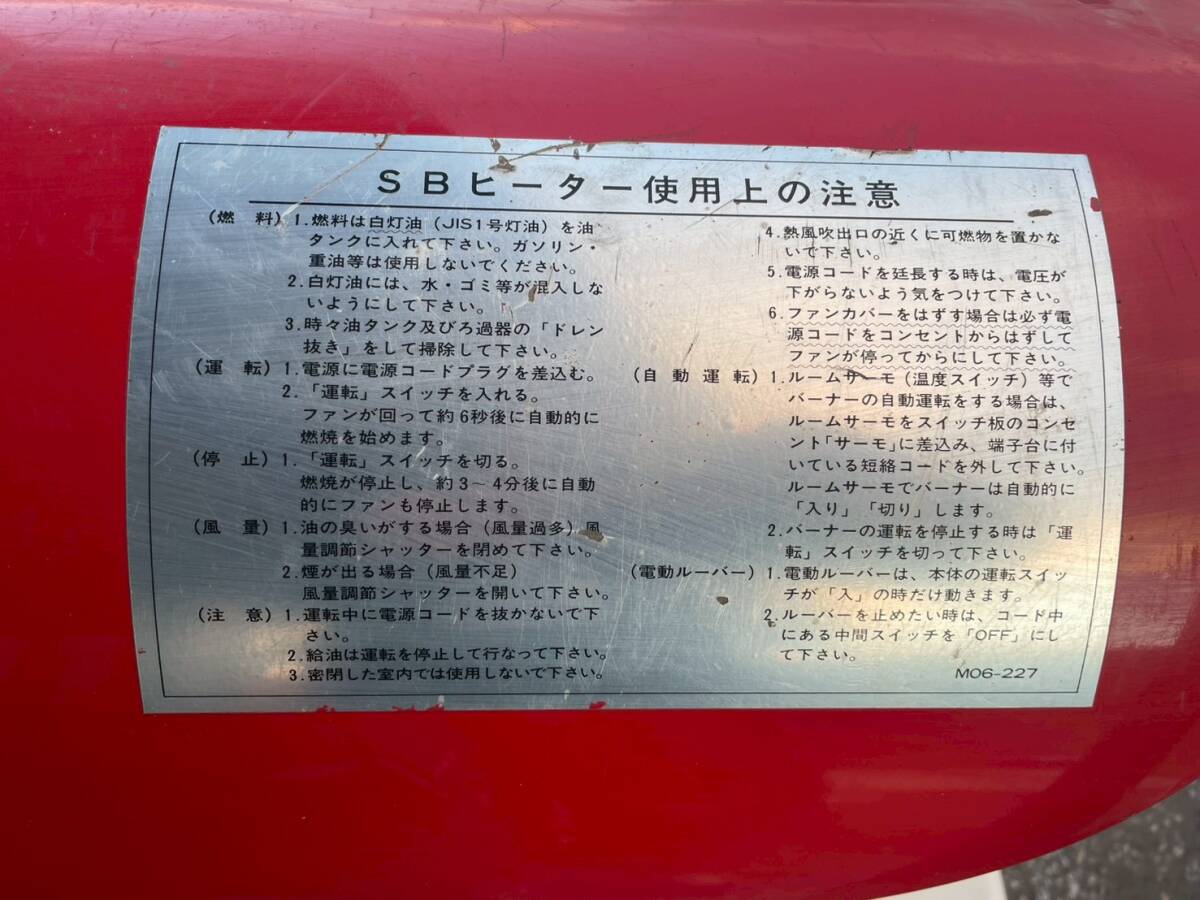 SBヒーター使用上の注意
(燃 料) 1.燃料は白灯油(JIS1号灯油)を油
タンクに入れて下さい。ガソリン・
重油等は使用しないでください。
2.白灯油には、水・ゴミ等が混入しな
いようにして下さい。
3.時々油タンク及びろ過器の「ドレン
抜き」をして掃除して下さい。
(運 転) 1.電源に電源コードプラグを差込む。
2.「運転」スイッチを入れる。
ファンが回って約6秒後に自動的に
燃焼を始めます。
(停 止) 1.「運転」スイッチを切る。
燃焼が停止し、約3〜4分後に自動
的にファンも停止します。
(風 量) 1.油の臭いがする場合(風量過多)風
量調節シャッターを閉めて下さい。
2.煙が出る場合(風量不足)
風量調節シャッターを開いて下さい。
(注 意) 1.運転中に電源コードを抜かないで下
さい。
2.給油は運転を停止して行なって下さい。
3.密閉した室内では使用しないで下さい。
4.熱風吹出口の近くに可燃物を置かな
いで下さい。
5.電源コードを廷長する時は、電圧が
下がらないよう気をつけて下さい。
6.ファンカバーをはずす場合は必ず電
源コードをコンセントからはずして
ファンが停ってからにして下さい。
(自動運転) 1.ルームサーモ(温度スイッチ)等で
バーナーの自動運転をする場合は、
ルームサーモをスイッチ板のコンセ
ント「サーモ」に差込み、端子台に付
いている短絡コードを外して下さい。
ルームサーモでバーナーは自動的に
「入り」「切り」します。
2.バーナーの運転を停止する時は「運
転」スイッチを切って下さい。
(電動ルーバー) 1.電動ルーバーは、本体の運転スイッ
チが「入」の時だけ動きます。
2.ルーバーを止めたい時は、コード中
にある中間スイッチを「OFF」にし
て下さい。
M06-227